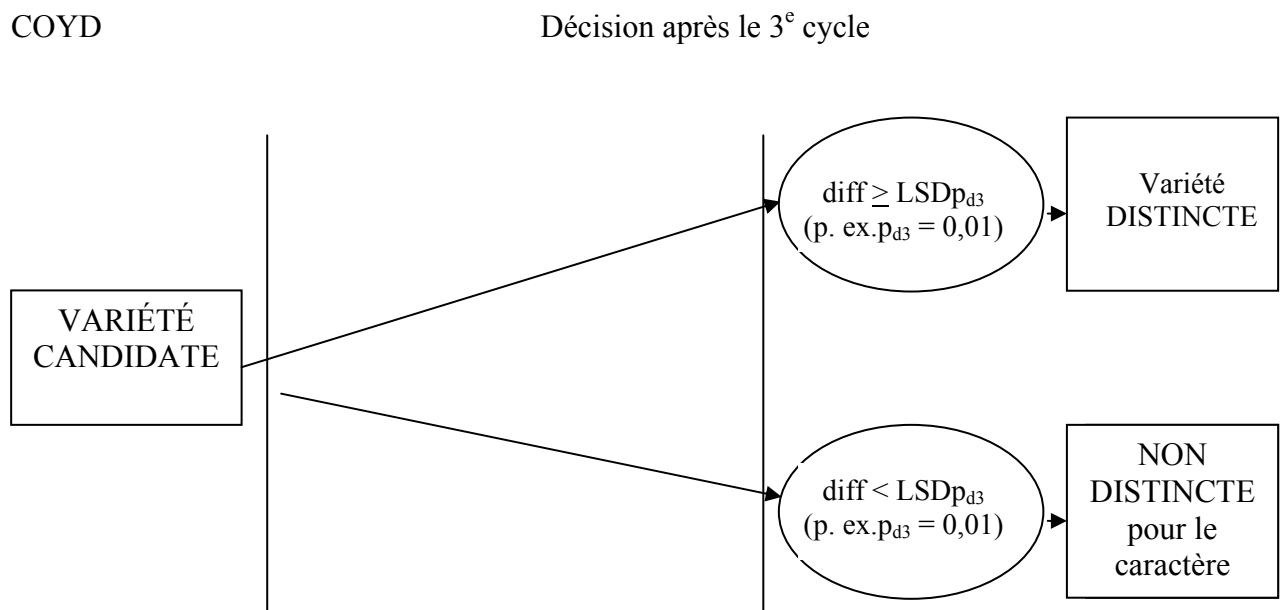 COYD Décision après le 3e cycle
diff ≥ LSDpd3
(p. ex.pd3 = 0,01)
Variété
DISTINCTE
VARIÉTÉ
CANDIDATE
diff < LSDpd3
(p. ex.pd3 = 0,01)
NON
DISTINCTE
pour le
caractère